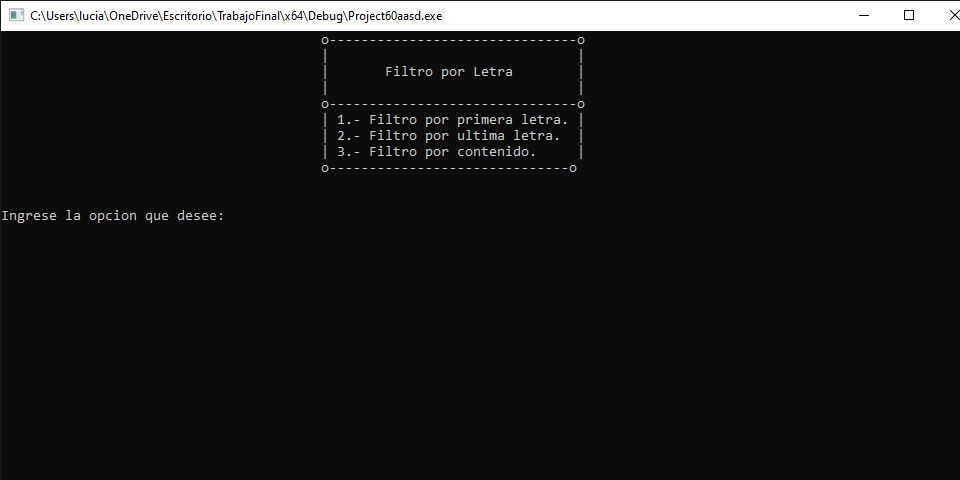 C:\Users\lucia\OneDrive\Escritorio\TrabajoFinal\x64\Debug\Project60aasd.exe
o-------------------------------o
|                               |
|       Filtro por Letra        |
|                               |
o-------------------------------o
| 1.- Filtro por primera letra. |
| 2.- Filtro por ultima letra.  |
| 3.- Filtro por contenido.     |
o------------------------------o
Ingrese la opcion que desee: